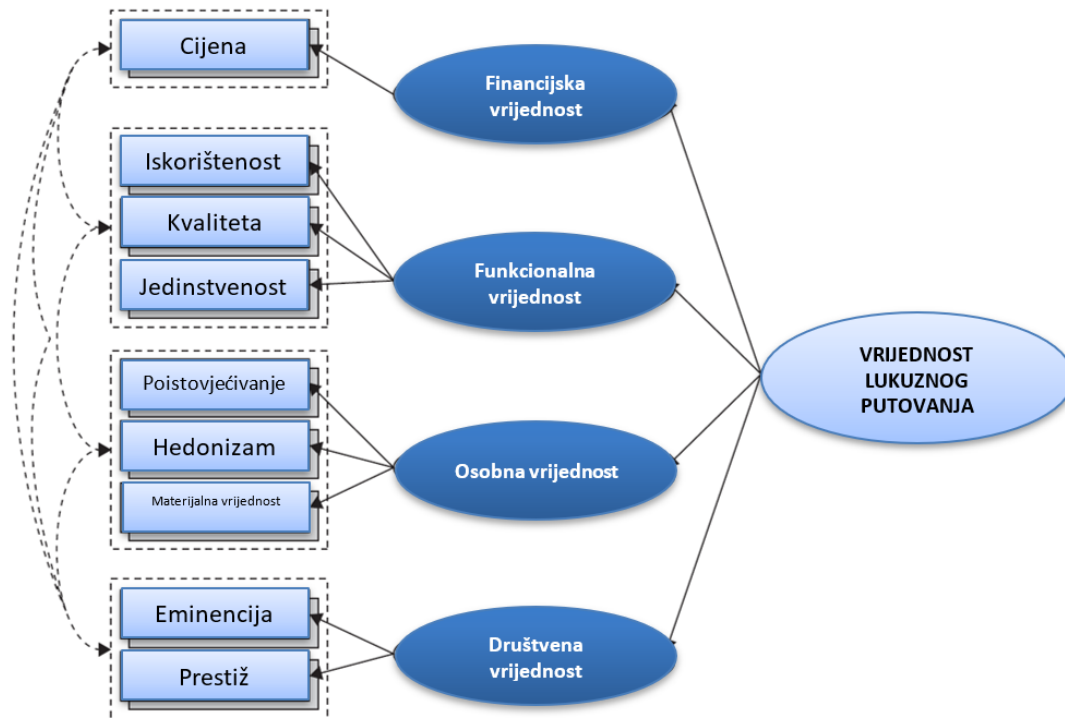 Cijena
Financijska
vrijednost
Iskorištenost
Kvaliteta
Jedinstvenost
Funkcionalna
vrijednost
VRIJEDNOST
LUKUZNOG
PUTOVANJA
Poistovjećivanje
Hedonizam
Materijalna vrijednost
Osobna vrijednost
Eminencija
Prestiž
Društvena
vrijednost